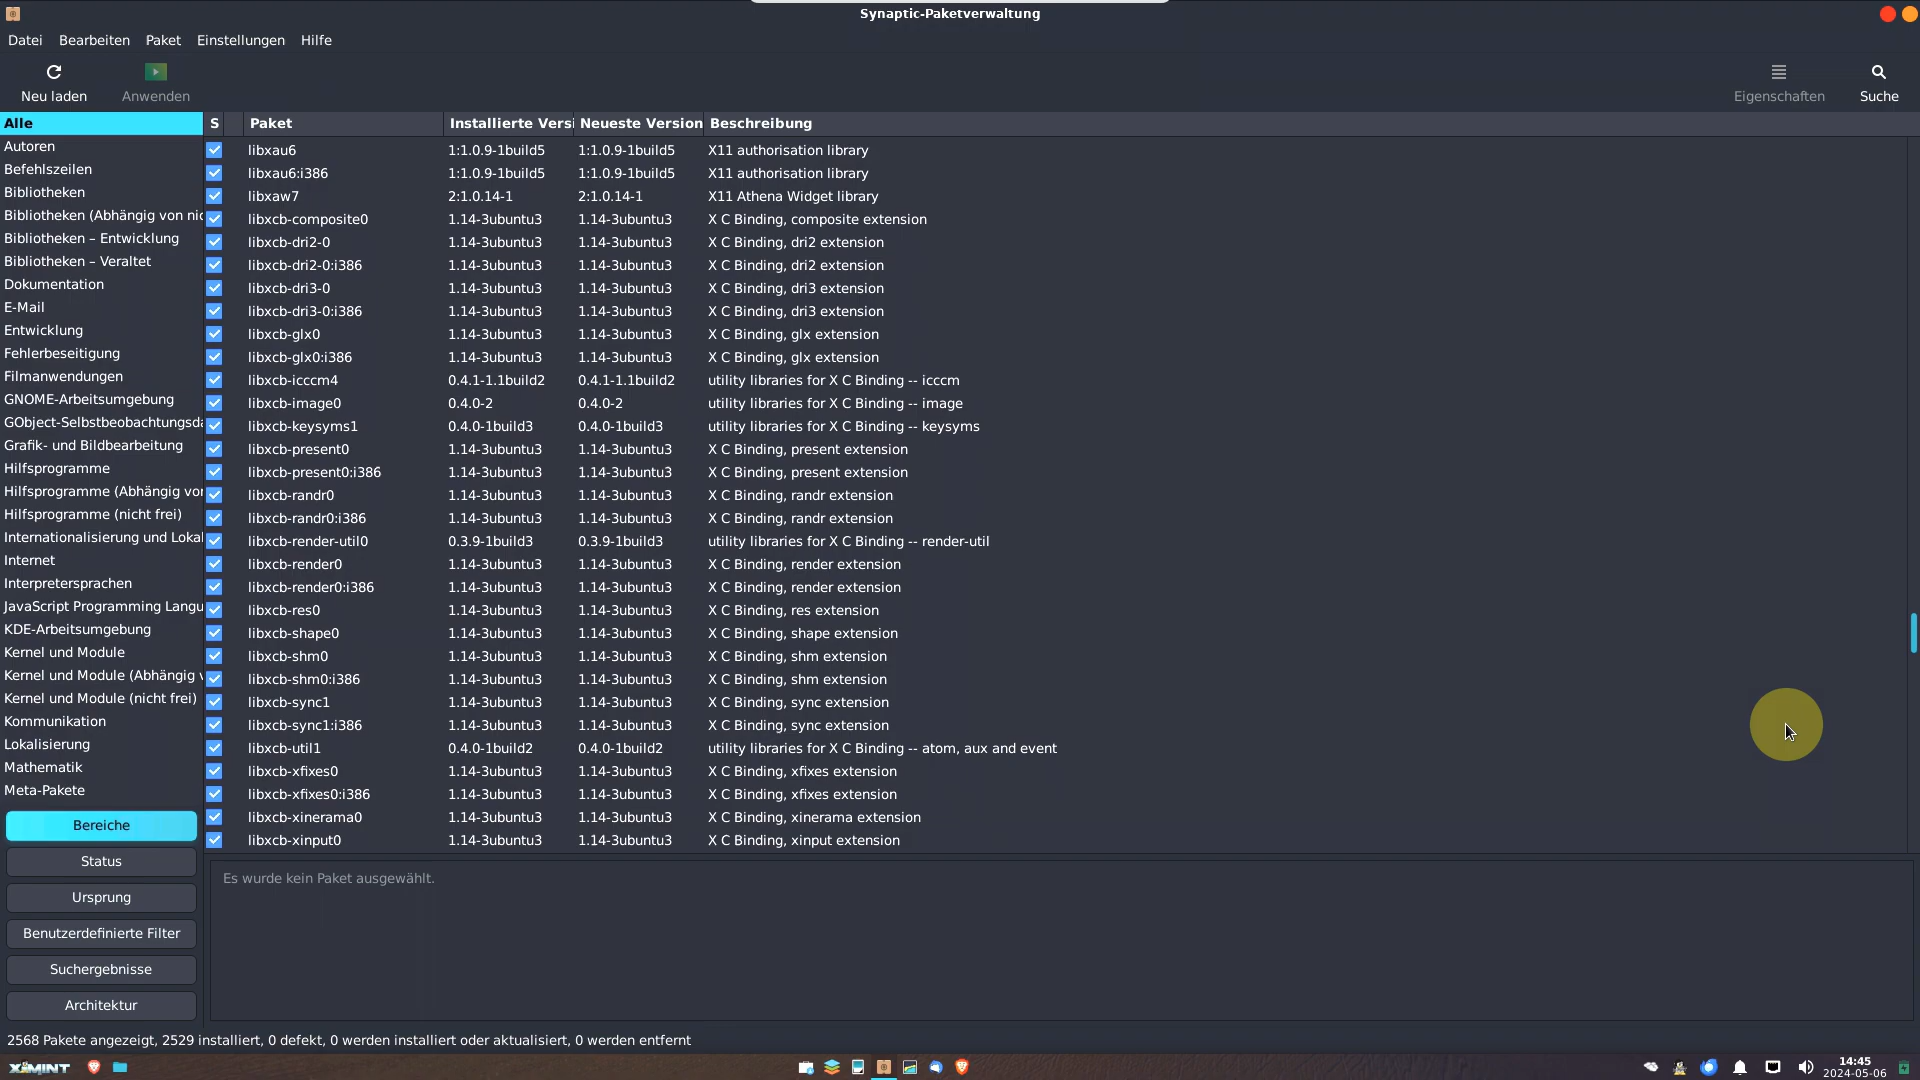 Synaptic-Paketverwaltung
Datei Bearbeiten Paket Einstellungen Hilfe
Neu laden Anwenden Eigenschaften Suche
Alle
Autoren
Befehlszeilen
Bibliotheken
Bibliotheken (Abhängig von nic
Bibliotheken – Entwicklung
Bibliotheken – Veraltet
Dokumentation
E-Mail
Entwicklung
Fehlerbeseitigung
Filmanwendungen
GNOME-Arbeitsumgebung
GObject-Selbstbeobachtungsda
Grafik- und Bildbearbeitung
Hilfsprogramme
Hilfsprogramme (Abhängig vor
Hilfsprogramme (nicht frei)
Internationalisierung und Lokal
Internet
Interpretersprachen
JavaScript Programming Langu
KDE-Arbeitsumgebung
Kernel und Module
Kernel und Module (Abhängig v
Kernel und Module (nicht frei)
Kommunikation
Lokalisierung
Mathematik
Meta-Pakete
Bereiche
Status
Ursprung
Benutzerdefinierte Filter
Suchergebnisse
Architektur
S Paket Installierte Versi Neueste Version Beschreibung
libxau6 1:1.0.9-1build5 1:1.0.9-1build5 X11 authorisation library
libxau6:i386 1:1.0.9-1build5 1:1.0.9-1build5 X11 authorisation library
libxaw7 2:1.0.14-1 2:1.0.14-1 X11 Athena Widget library
libxcb-composite0 1.14-3ubuntu3 1.14-3ubuntu3 X C Binding, composite extension
libxcb-dri2-0 1.14-3ubuntu3 1.14-3ubuntu3 X C Binding, dri2 extension
libxcb-dri2-0:i386 1.14-3ubuntu3 1.14-3ubuntu3 X C Binding, dri2 extension
libxcb-dri3-0 1.14-3ubuntu3 1.14-3ubuntu3 X C Binding, dri3 extension
libxcb-dri3-0:i386 1.14-3ubuntu3 1.14-3ubuntu3 X C Binding, dri3 extension
libxcb-glx0 1.14-3ubuntu3 1.14-3ubuntu3 X C Binding, glx extension
libxcb-glx0:i386 1.14-3ubuntu3 1.14-3ubuntu3 X C Binding, glx extension
libxcb-icccm4 0.4.1-1.1build2 0.4.1-1.1build2 utility libraries for X C Binding -- icccm
libxcb-image0 0.4.0-2 0.4.0-2 utility libraries for X C Binding -- image
libxcb-keysyms1 0.4.0-1build3 0.4.0-1build3 utility libraries for X C Binding -- keysyms
libxcb-present0 1.14-3ubuntu3 1.14-3ubuntu3 X C Binding, present extension
libxcb-present0:i386 1.14-3ubuntu3 1.14-3ubuntu3 X C Binding, present extension
libxcb-randr0 1.14-3ubuntu3 1.14-3ubuntu3 X C Binding, randr extension
libxcb-randr0:i386 1.14-3ubuntu3 1.14-3ubuntu3 X C Binding, randr extension
libxcb-render-util0 0.3.9-1build3 0.3.9-1build3 utility libraries for X C Binding -- render-util
libxcb-render0 1.14-3ubuntu3 1.14-3ubuntu3 X C Binding, render extension
libxcb-render0:i386 1.14-3ubuntu3 1.14-3ubuntu3 X C Binding, render extension
libxcb-res0 1.14-3ubuntu3 1.14-3ubuntu3 X C Binding, res extension
libxcb-shape0 1.14-3ubuntu3 1.14-3ubuntu3 X C Binding, shape extension
libxcb-shm0 1.14-3ubuntu3 1.14-3ubuntu3 X C Binding, shm extension
libxcb-shm0:i386 1.14-3ubuntu3 1.14-3ubuntu3 X C Binding, shm extension
libxcb-sync1 1.14-3ubuntu3 1.14-3ubuntu3 X C Binding, sync extension
libxcb-sync1:i386 1.14-3ubuntu3 1.14-3ubuntu3 X C Binding, sync extension
libxcb-util1 0.4.0-1build2 0.4.0-1build2 utility libraries for X C Binding -- atom, aux and event
libxcb-xfixes0 1.14-3ubuntu3 1.14-3ubuntu3 X C Binding, xfixes extension
libxcb-xfixes0:i386 1.14-3ubuntu3 1.14-3ubuntu3 X C Binding, xfixes extension
libxcb-xinerama0 1.14-3ubuntu3 1.14-3ubuntu3 X C Binding, xinerama extension
libxcb-xinput0 1.14-3ubuntu3 1.14-3ubuntu3 X C Binding, xinput extension
Es wurde kein Paket ausgewählt.
2568 Pakete angezeigt, 2529 installiert, 0 defekt, 0 werden installiert oder aktualisiert, 0 werden entfernt
14:45
2024-05-06